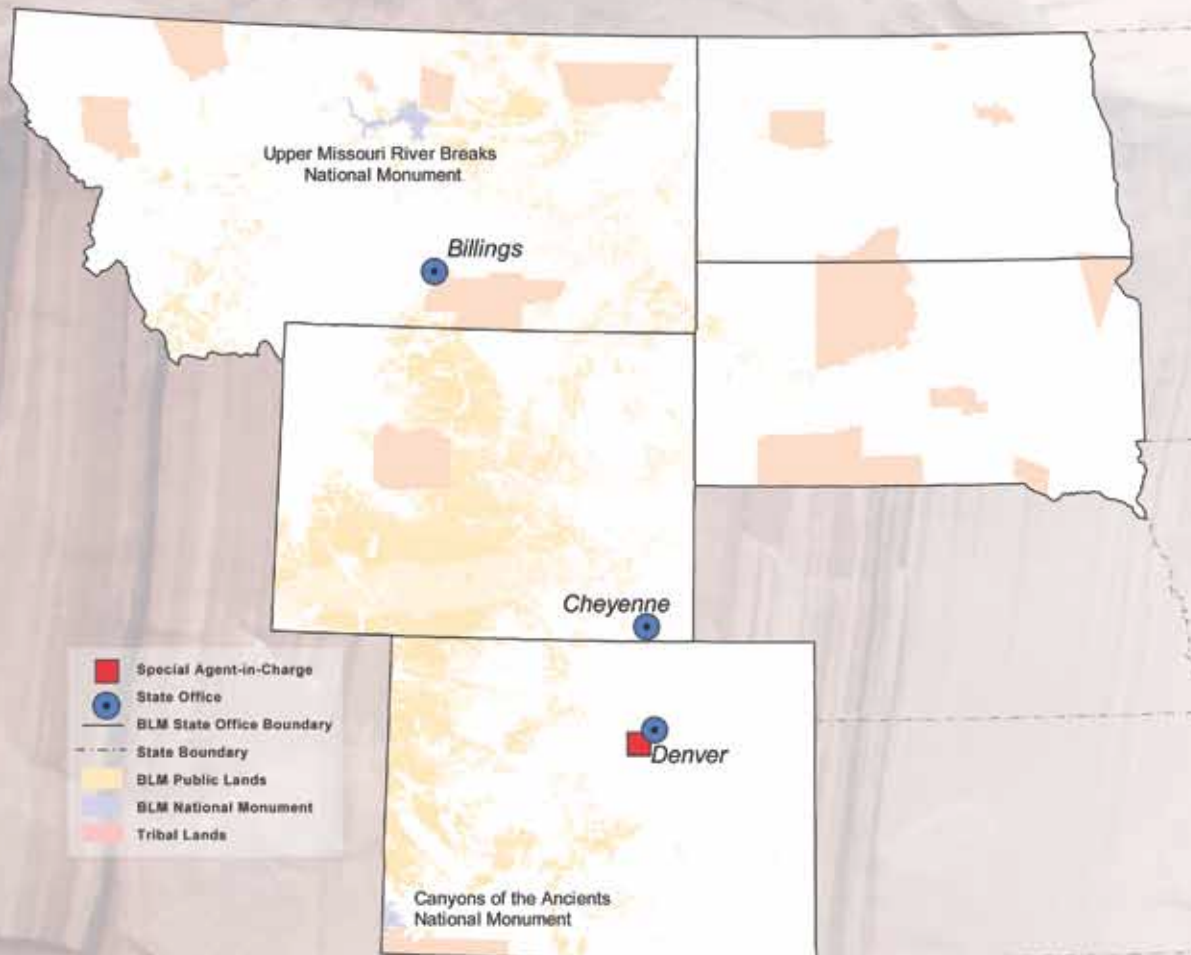 Upper Missouri River Breaks
National Monument
Billings
Cheyenne
Special Agent-in-Charge
State Office
BLM State Office Boundary
State Boundary
BLM Public Lands
BLM National Monument
Tribal Lands
Denver
Canyons of the Ancients
National Monument